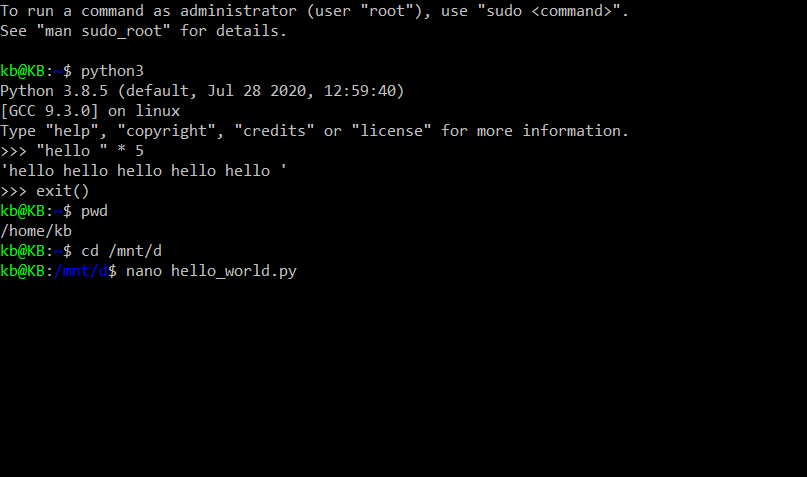 To run a command as administrator (user "root"), use "sudo <command>".
See "man sudo_root" for details.
kb@KB:~$ python3
Python 3.8.5 (default, Jul 28 2020, 12:59:40)
[GCC 9.3.0] on linux
Type "help", "copyright", "credits" or "license" for more information.
>>> "hello " * 5
'hello hello hello hello hello '
>>> exit()
kb@KB:~$ pwd
/home/kb
kb@KB:~$ cd /mnt/d
kb@KB:/mnt/d$ nano hello_world.py